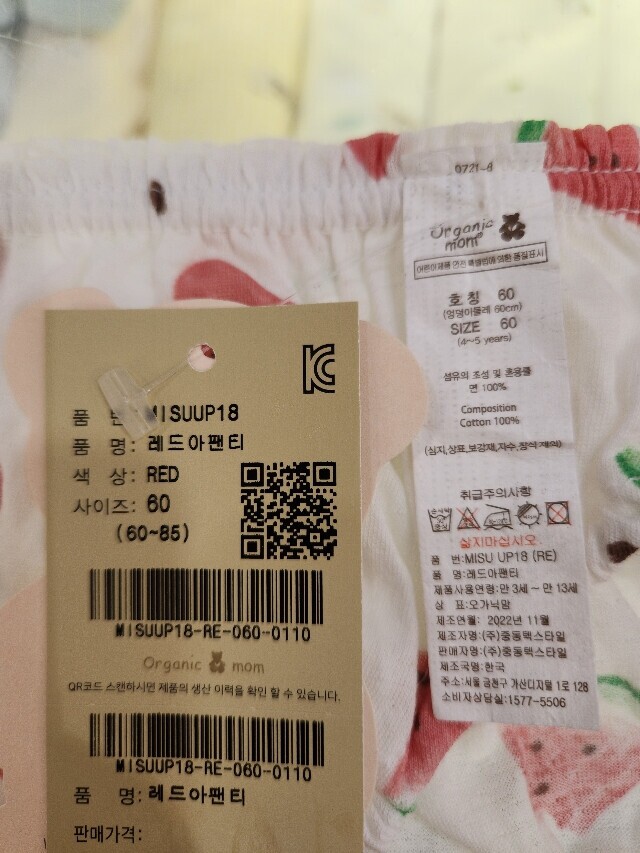 품 번: MISUUP18
품 명: 레드아팬티
색 상: RED
사이즈: 60
(60~85)
MISUUP18-RE-060-0110
Organic mom
QR코드 스캔하시면 제품의 생산 이력을 확인 할 수 있습니다.
MISUUP18-RE-060-0110
품 명: 레드아팬티
판매가격:
0721-4
Organic
mom
어린이제품 안전 특별법에 의한 품질표시
호 칭 60
(엉덩이둘레 60cm)
SIZE 60
(4~5 years)
섬유의 조성 및 혼용률
면 100%
Composition
Cotton 100%
(심지,상표,보강재,자수,장식 제외)
취급주의사항
삶지마십시오.
품 번:MISU UP18 (RE)
품 명:레드아팬티
제품사용연령: 만 3세 ~ 만 13세
상 표:오가닉맘
제조연월: 2022년 11월
제조자명:(주)중동텍스타일
판매자명:(주)중동텍스타일
제조국명:한국
주소:서울 금천구 가산디지털 1로 128
소비자상담실:1577-5506